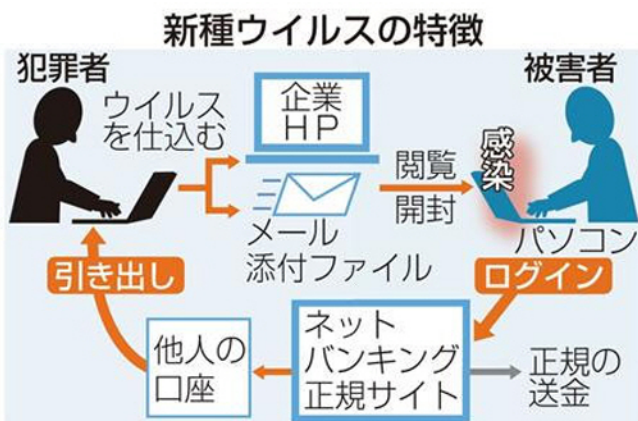 新種ウイルスの特徴
犯罪者
被害者
ウイルス
を仕込む
企業
HP
メール
添付ファイル
閲覧
開封
感染
パソコン
引き出し
ログイン
他人の
口座
ネット
バンキング
正規サイト
正規の
送金